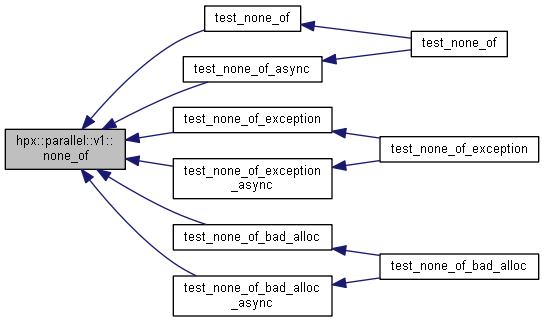 hpx::parallel::v1::
none_of
test_none_of
test_none_of_async
test_none_of_exception
test_none_of_exception
_async
test_none_of_bad_alloc
test_none_of_bad_alloc
_async
test_none_of
test_none_of_exception
test_none_of_bad_alloc